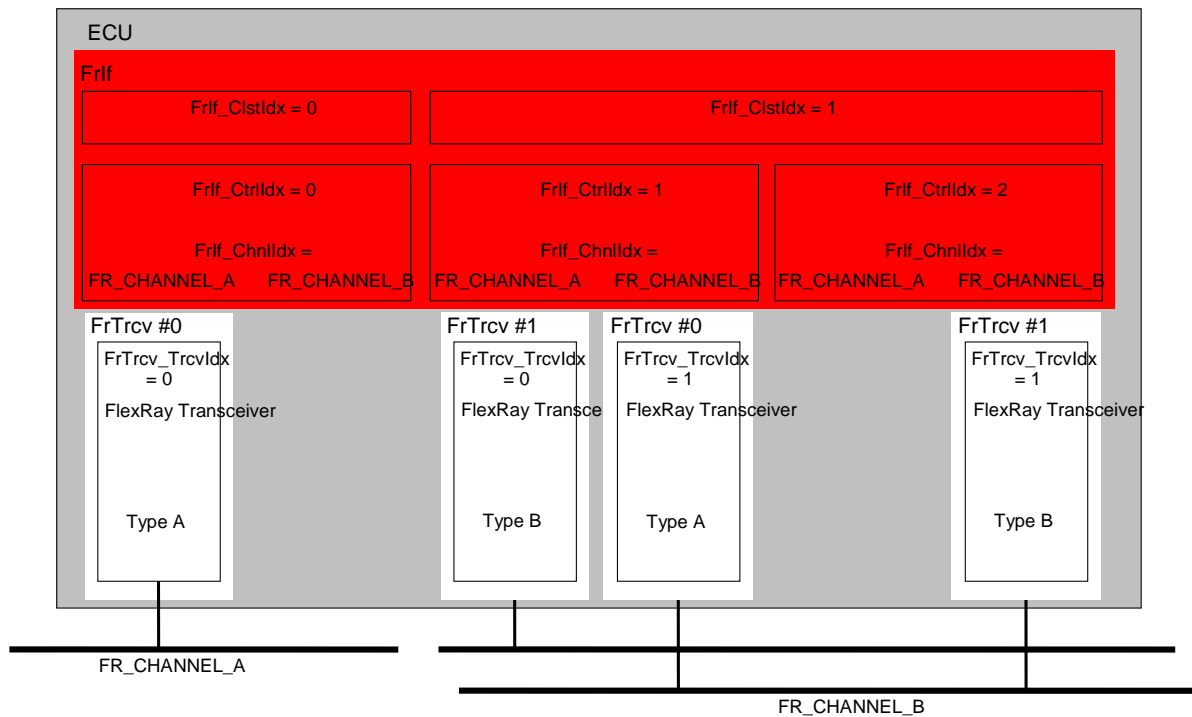 ECU
FrIf
FrIf_ClstIdx = 0
FrIf_ClstIdx = 1
FrIf_CtrlIdx = 0
FrIf_ChnlIdx =
FR_CHANNEL_A FR_CHANNEL_B
FrIf_CtrlIdx = 1
FrIf_ChnlIdx =
FR_CHANNEL_A FR_CHANNEL_B
FrIf_CtrlIdx = 2
FrIf_ChnlIdx =
FR_CHANNEL_A FR_CHANNEL_B
FrTrcv #0
FrTrcv_TrcvIdx
= 0
FlexRay Transceiver
Type A
FrTrcv #1
FrTrcv_TrcvIdx
= 0
FlexRay Transce
Type B
FrTrcv #0
FrTrcv_TrcvIdx
= 1
FlexRay Transceiver
Type A
FrTrcv #1
FrTrcv_TrcvIdx
= 1
FlexRay Transceiver
Type B
FR_CHANNEL_A
FR_CHANNEL_B